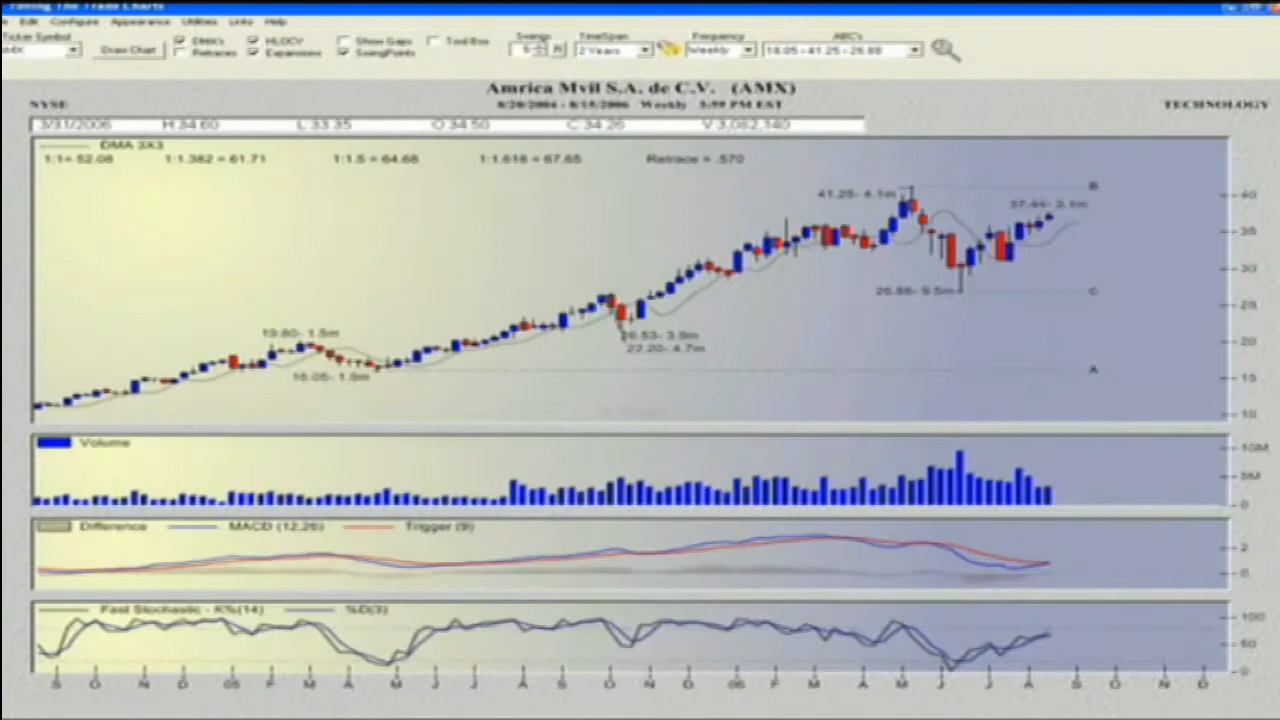 Timing The Trade Charts
Edit Configure Appearance Utilities Links Help
Ticker Symbol
AMX
Draw Chart
DMA's
Retraces
HLOCV
Expansions
Show Gaps
SwingPoints
Tool Box
Swings
TimeSpan
2 Years
Frequency
Weekly
ABC's
16.05 - 41.25 - 26.88
Amrica Mvil S.A. de C.V. (AMX)
NYSE
8/20/2004 - 8/15/2006 Weekly 3:59 PM EST
TECHNOLOGY
3/31/2006 H 34.60 L 33.35 O 34.50 C 34.26 V 3,082,140
DMA 3X3
1:1= 52.08 1:1.382 = 61.71 1:1.5 = 64.68 1:1.618 = 67.65 Retrace = .570
41.25- 4.1m
B
37.44- 3.1m
40
35
30
26.88- 9.5m
C
25
19.80- 1.5m
26.53- 3.9m
22.20- 4.7m
20
16.05- 1.9m
A
15
10
Volume
10M
5M
0
Difference MACD (12,26) Trigger (9)
2
0
Fast Stochastic - K%(14) %D(3)
100
50
0
S O N D 05 F M A M J J A S O N D 06 F M A M J J A S O N D